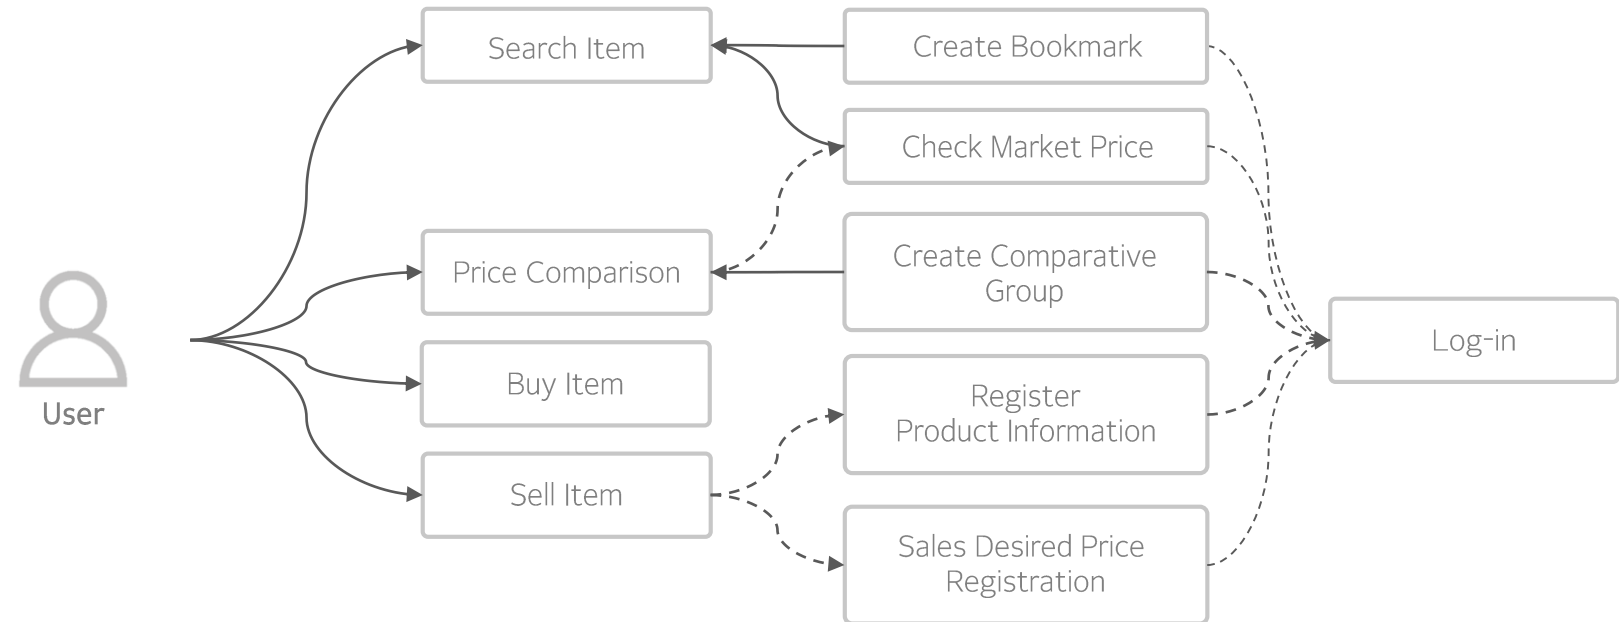 Search Item
Create Bookmark
Check Market Price
Price Comparison
Create Comparative
Group
Log-in
Buy Item
Register
Product Information
User
Sell Item
Sales Desired Price
Registration